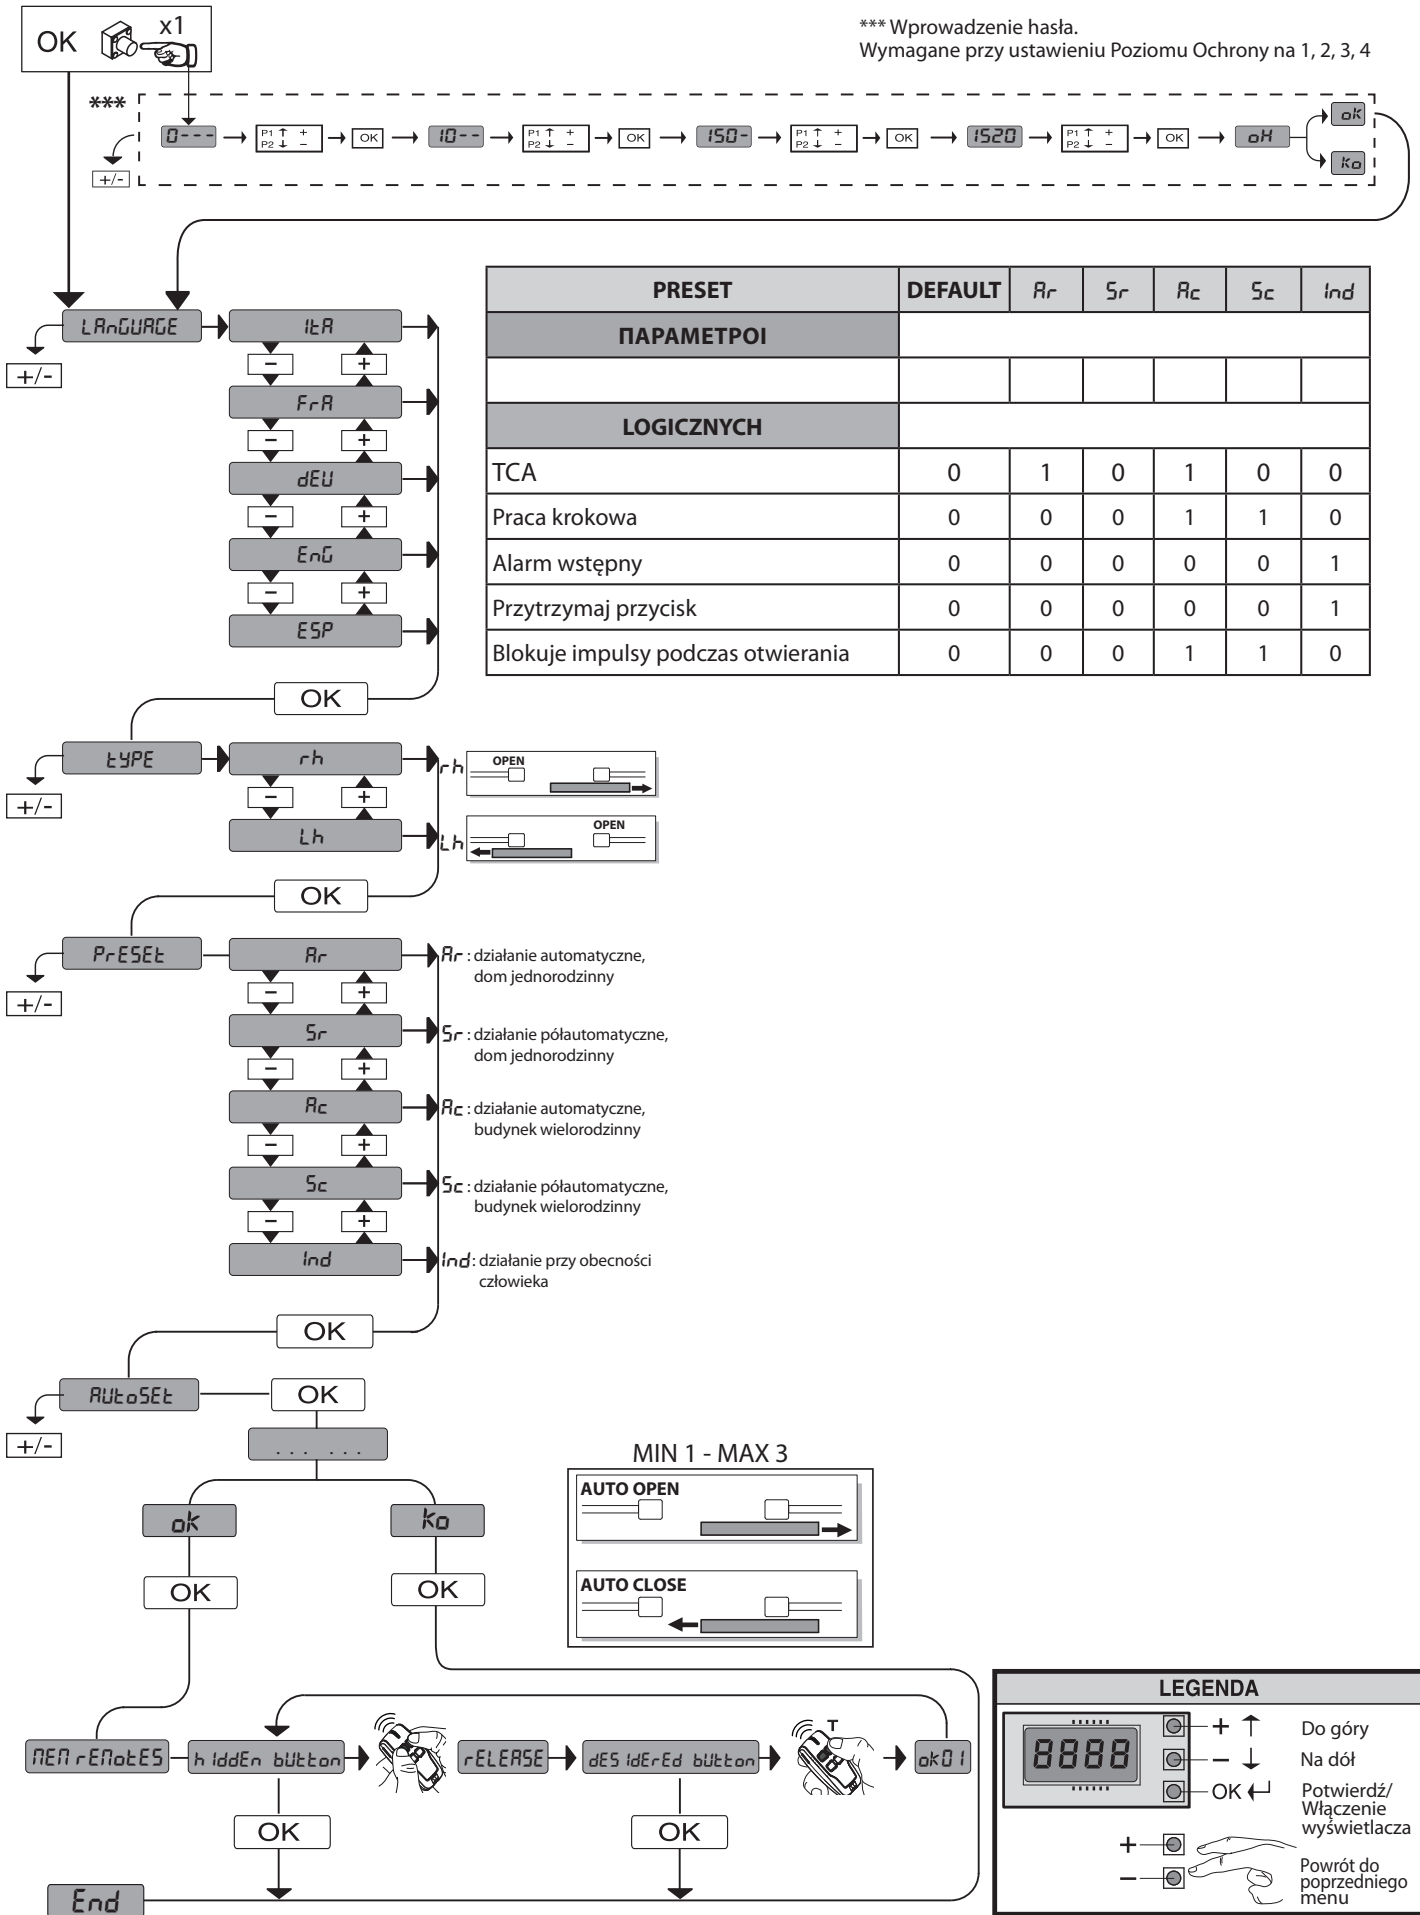 OK x1
*** Wprowadzenie hasła.
Wymagane przy ustawieniu Poziomu Ochrony na 1, 2, 3, 4
***
0--- P1 ↑ + P2 ↓ - OK 10-- P1 ↑ + P2 ↓ - OK 150- P1 ↑ + P2 ↓ - OK 1520 P1 ↑ + P2 ↓ - OK oH ok
ko
+/-
PRESET DEFAULT Ar Sr Ac Sc Ind
ΠΑΡΑΜΕΤΡΟΙ
LOGICZNYCH
TCA 0 1 0 1 0 0
Praca krokowa 0 0 0 1 1 0
Alarm wstępny 0 0 0 0 0 1
Przytrzymaj przycisk 0 0 0 0 0 1
Blokuje impulsy podczas otwierania 0 0 0 1 1 0
LAnGUAGE ItA
+/-
- +
FrA
- +
dEU
- +
EnG
- +
ESP
OK
tYPE rh rh OPEN
+/-
- +
Lh Lh OPEN
OK
PrESEt Ar Ar : działanie automatyczne,
dom jednorodzinny
+/-
- +
Sr Sr : działanie półautomatyczne,
dom jednorodzinny
- +
Ac Ac : działanie automatyczne,
budynek wielorodzinny
- +
Sc Sc : działanie półautomatyczne,
budynek wielorodzinny
- +
Ind Ind: działanie przy obecności
człowieka
OK
AUtoSEt OK
+/-
... ...
MIN 1 - MAX 3
AUTO OPEN
AUTO CLOSE
ok ko
OK OK
MEM rEMotES hIddEn bUtton rELEASE dESIdErEd bUtton T ok01
OK OK
End
LEGENDA
8888
+ ↑ Do góry
- ↓ Na dół
OK ↵ Potwierdź/
Włączenie
wyświetlacza
+
-
Powrót do
poprzedniego
menu